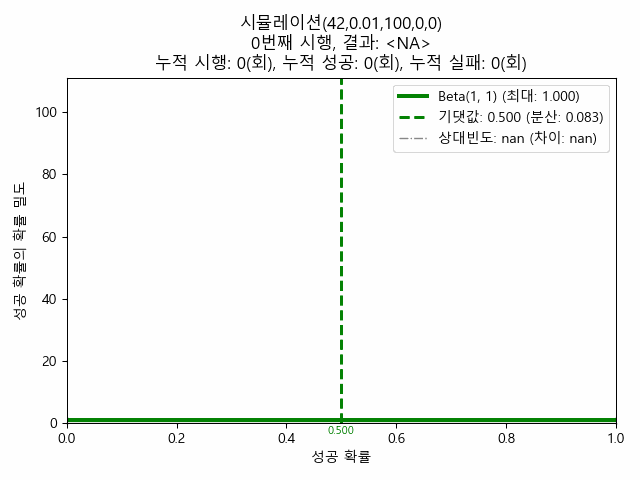 시뮬레이션(42,0.01,100,0,0)
0번째 시행, 결과: <NA>
누적 시행: 0(회), 누적 성공: 0(회), 누적 실패: 0(회)
Beta(1, 1) (최대: 1.000)
기댓값: 0.500 (분산: 0.083)
상대빈도: nan (차이: nan)
성공 확률의 확률 밀도
100
80
60
40
20
0
0.0 0.2 0.4 0.6 0.8 1.0
0.500
성공 확률